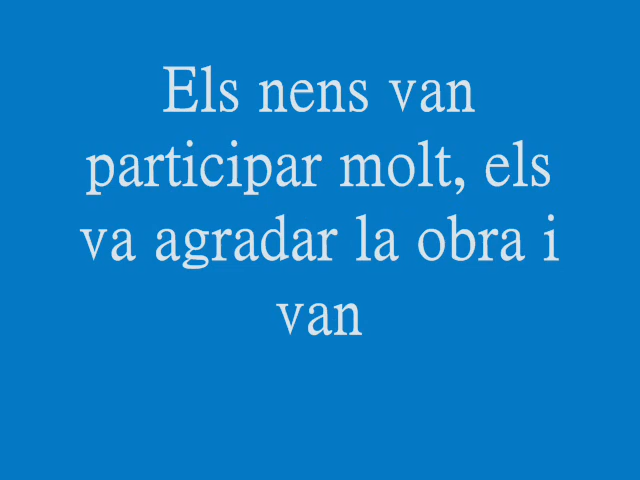 Els nens van
participar molt, els
va agradar la obra i
van